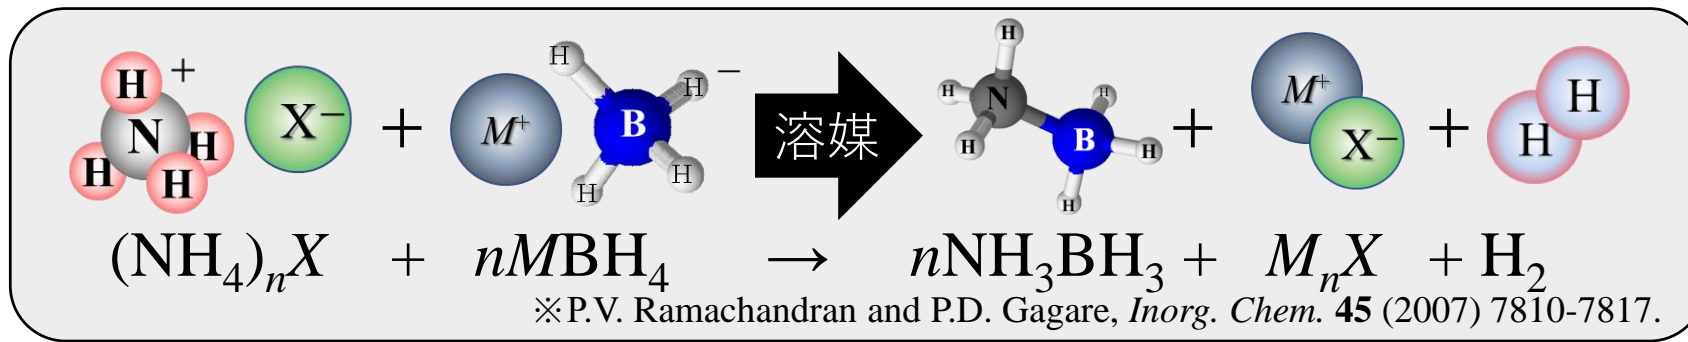 H + N H H H X⁻ + M⁺ H H − B H H 溶媒 H H N H H B H H + M⁺ X⁻ + H H
(NH₄)ₙX + nMBH₄ → nNH₃BH₃ + MₙX + H₂
※P.V. Ramachandran and P.D. Gagare, Inorg. Chem. 45 (2007) 7810-7817.